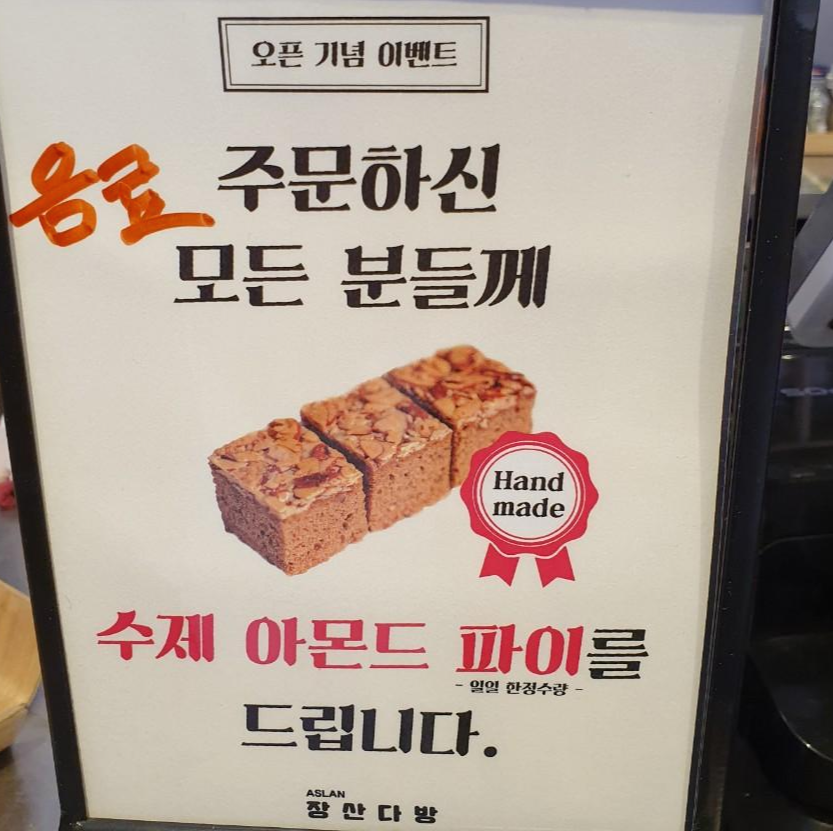 오픈 기념 이벤트
음료 주문하신
모든 분들께
Hand
made
수제 아몬드 파이를
- 일일 한정수량 -
드립니다.
ASLAN
장산다방